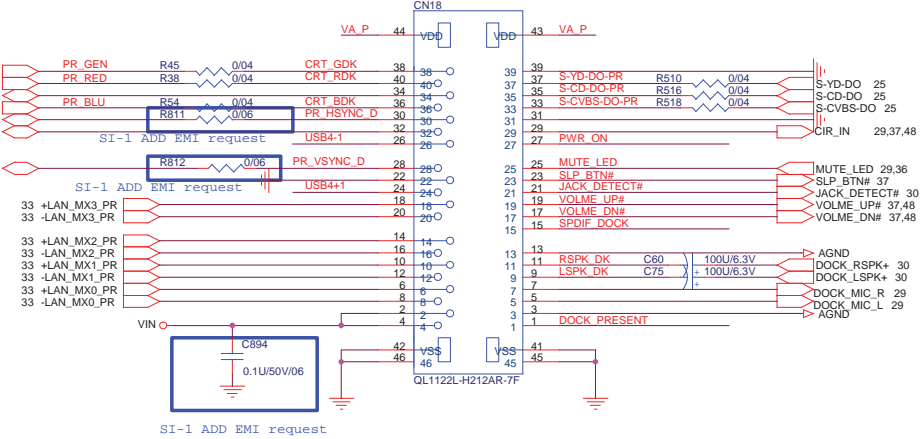 CN18
VA_P 44 VDD VDD 43 VA_P
PR_GEN R45 0/04 CRT_GDK 38 38 39 39
PR_RED R38 0/04 CRT_RDK 40 40 37 37 S-YD-DO-PR R510 0/04 S-YD-DO 25
34 34 35 35 S-CD-DO-PR R516 0/04 S-CD-DO 25
PR_BLU R54 0/04 CRT_BDK 36 36 33 33 S-CVBS-DO-PR R518 0/04 S-CVBS-DO 25
R811 0/06 PR_HSYNC_D 30 30 31 31
32 32 29 29 CIR_IN 29,37,48
SI-1 ADD EMI request
USB4-1 26 26 27 27 PWR_ON
R812 0/06 PR_VSYNC_D 28 28 25 25 MUTE_LED MUTE_LED 29,36
22 22 23 23 SLP_BTN# SLP_BTN# 37
SI-1 ADD EMI request
USB4+1 24 24 21 21 JACK_DETECT# JACK_DETECT# 30
33 +LAN_MX3_PR 18 18 19 19 VOLME_UP# VOLME_UP# 37,48
33 -LAN_MX3_PR 20 20 17 17 VOLME_DN# VOLME_DN# 37,48
15 15 SPDIF_DOCK
33 +LAN_MX2_PR 14 14
33 -LAN_MX2_PR 16 16 13 13 AGND
33 +LAN_MX1_PR 10 10 11 11 RSPK_DK C60 100U/6.3V DOCK_RSPK+ 30
33 -LAN_MX1_PR 12 12 9 9 LSPK_DK C75 + 100U/6.3V DOCK_LSPK+ 30
33 +LAN_MX0_PR 6 6 7 7 + DOCK_MIC_R 29
33 -LAN_MX0_PR 8 8 5 5 DOCK_MIC_L 29
2 2 3 3 AGND
VIN 4 4 1 1 DOCK_PRESENT
C894
0.1U/50V/06
42 VSS VSS 41
46 46 45 45
QL1122L-H212AR-7F
SI-1 ADD EMI request